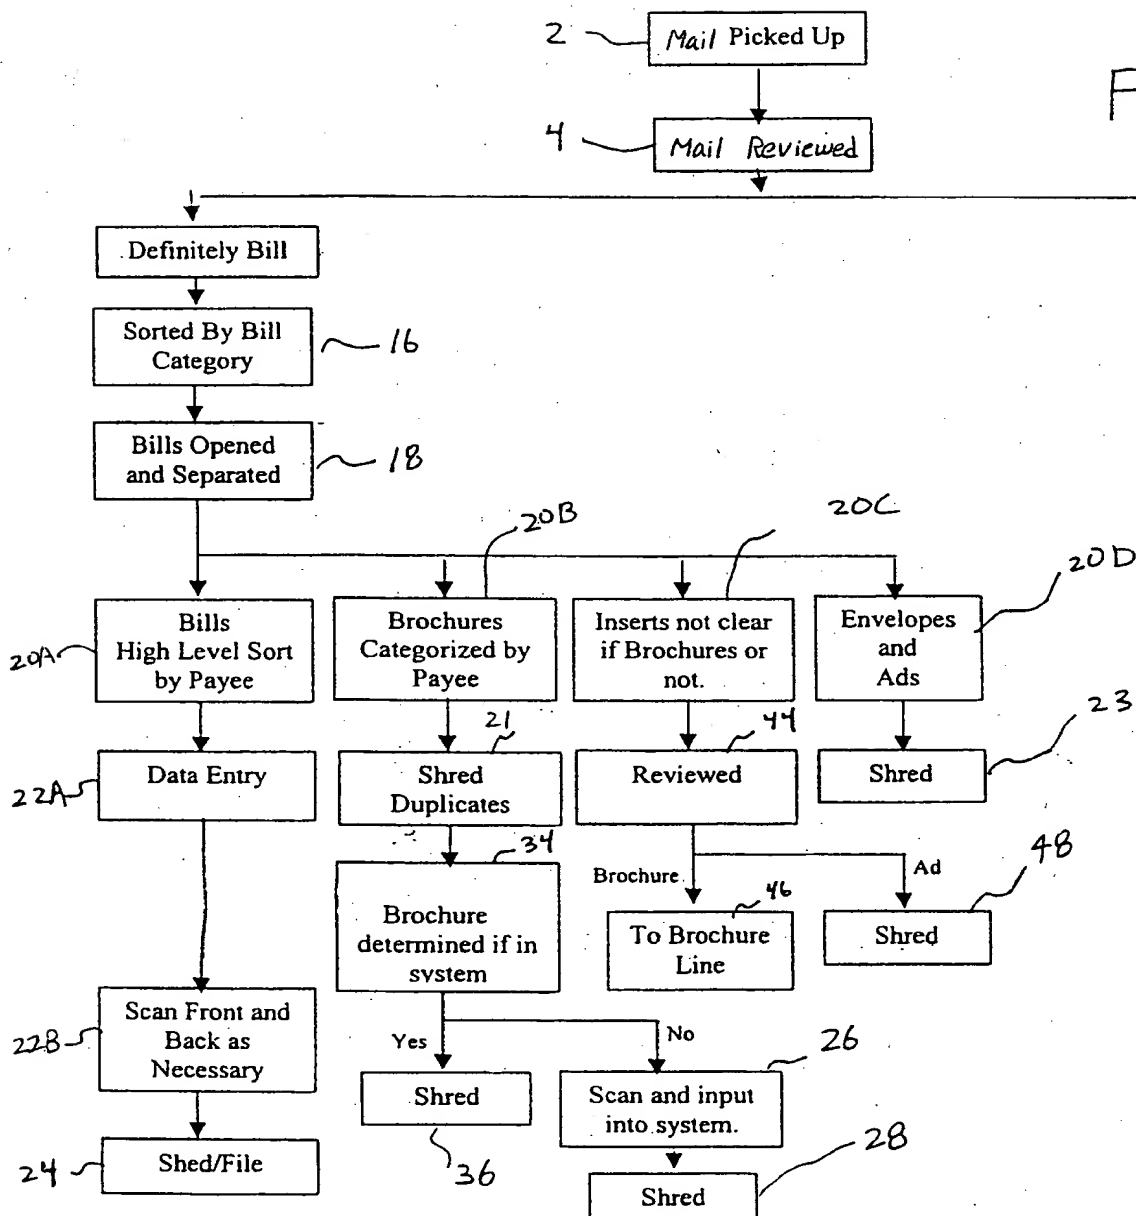 2
Mail Picked Up
F
4
Mail Reviewed
Definitely Bill
Sorted By Bill
Category
16
Bills Opened
and Separated
18
20B
20C
20D
20A
Bills
High Level Sort
by Payee
Brochures
Categorized by
Payee
Inserts not clear
if Brochures or
not.
Envelopes
and
Ads
21
44
23
22A
Data Entry
Shred
Duplicates
Reviewed
Shred
34
48
Brochure
Ad
46
Brochure
determined if in
system
To Brochure
Line
Shred
22B
Scan Front and
Back as
Necessary
Yes
No
26
Shred
Scan and input
into system.
36
28
24
Shed/File
Shred